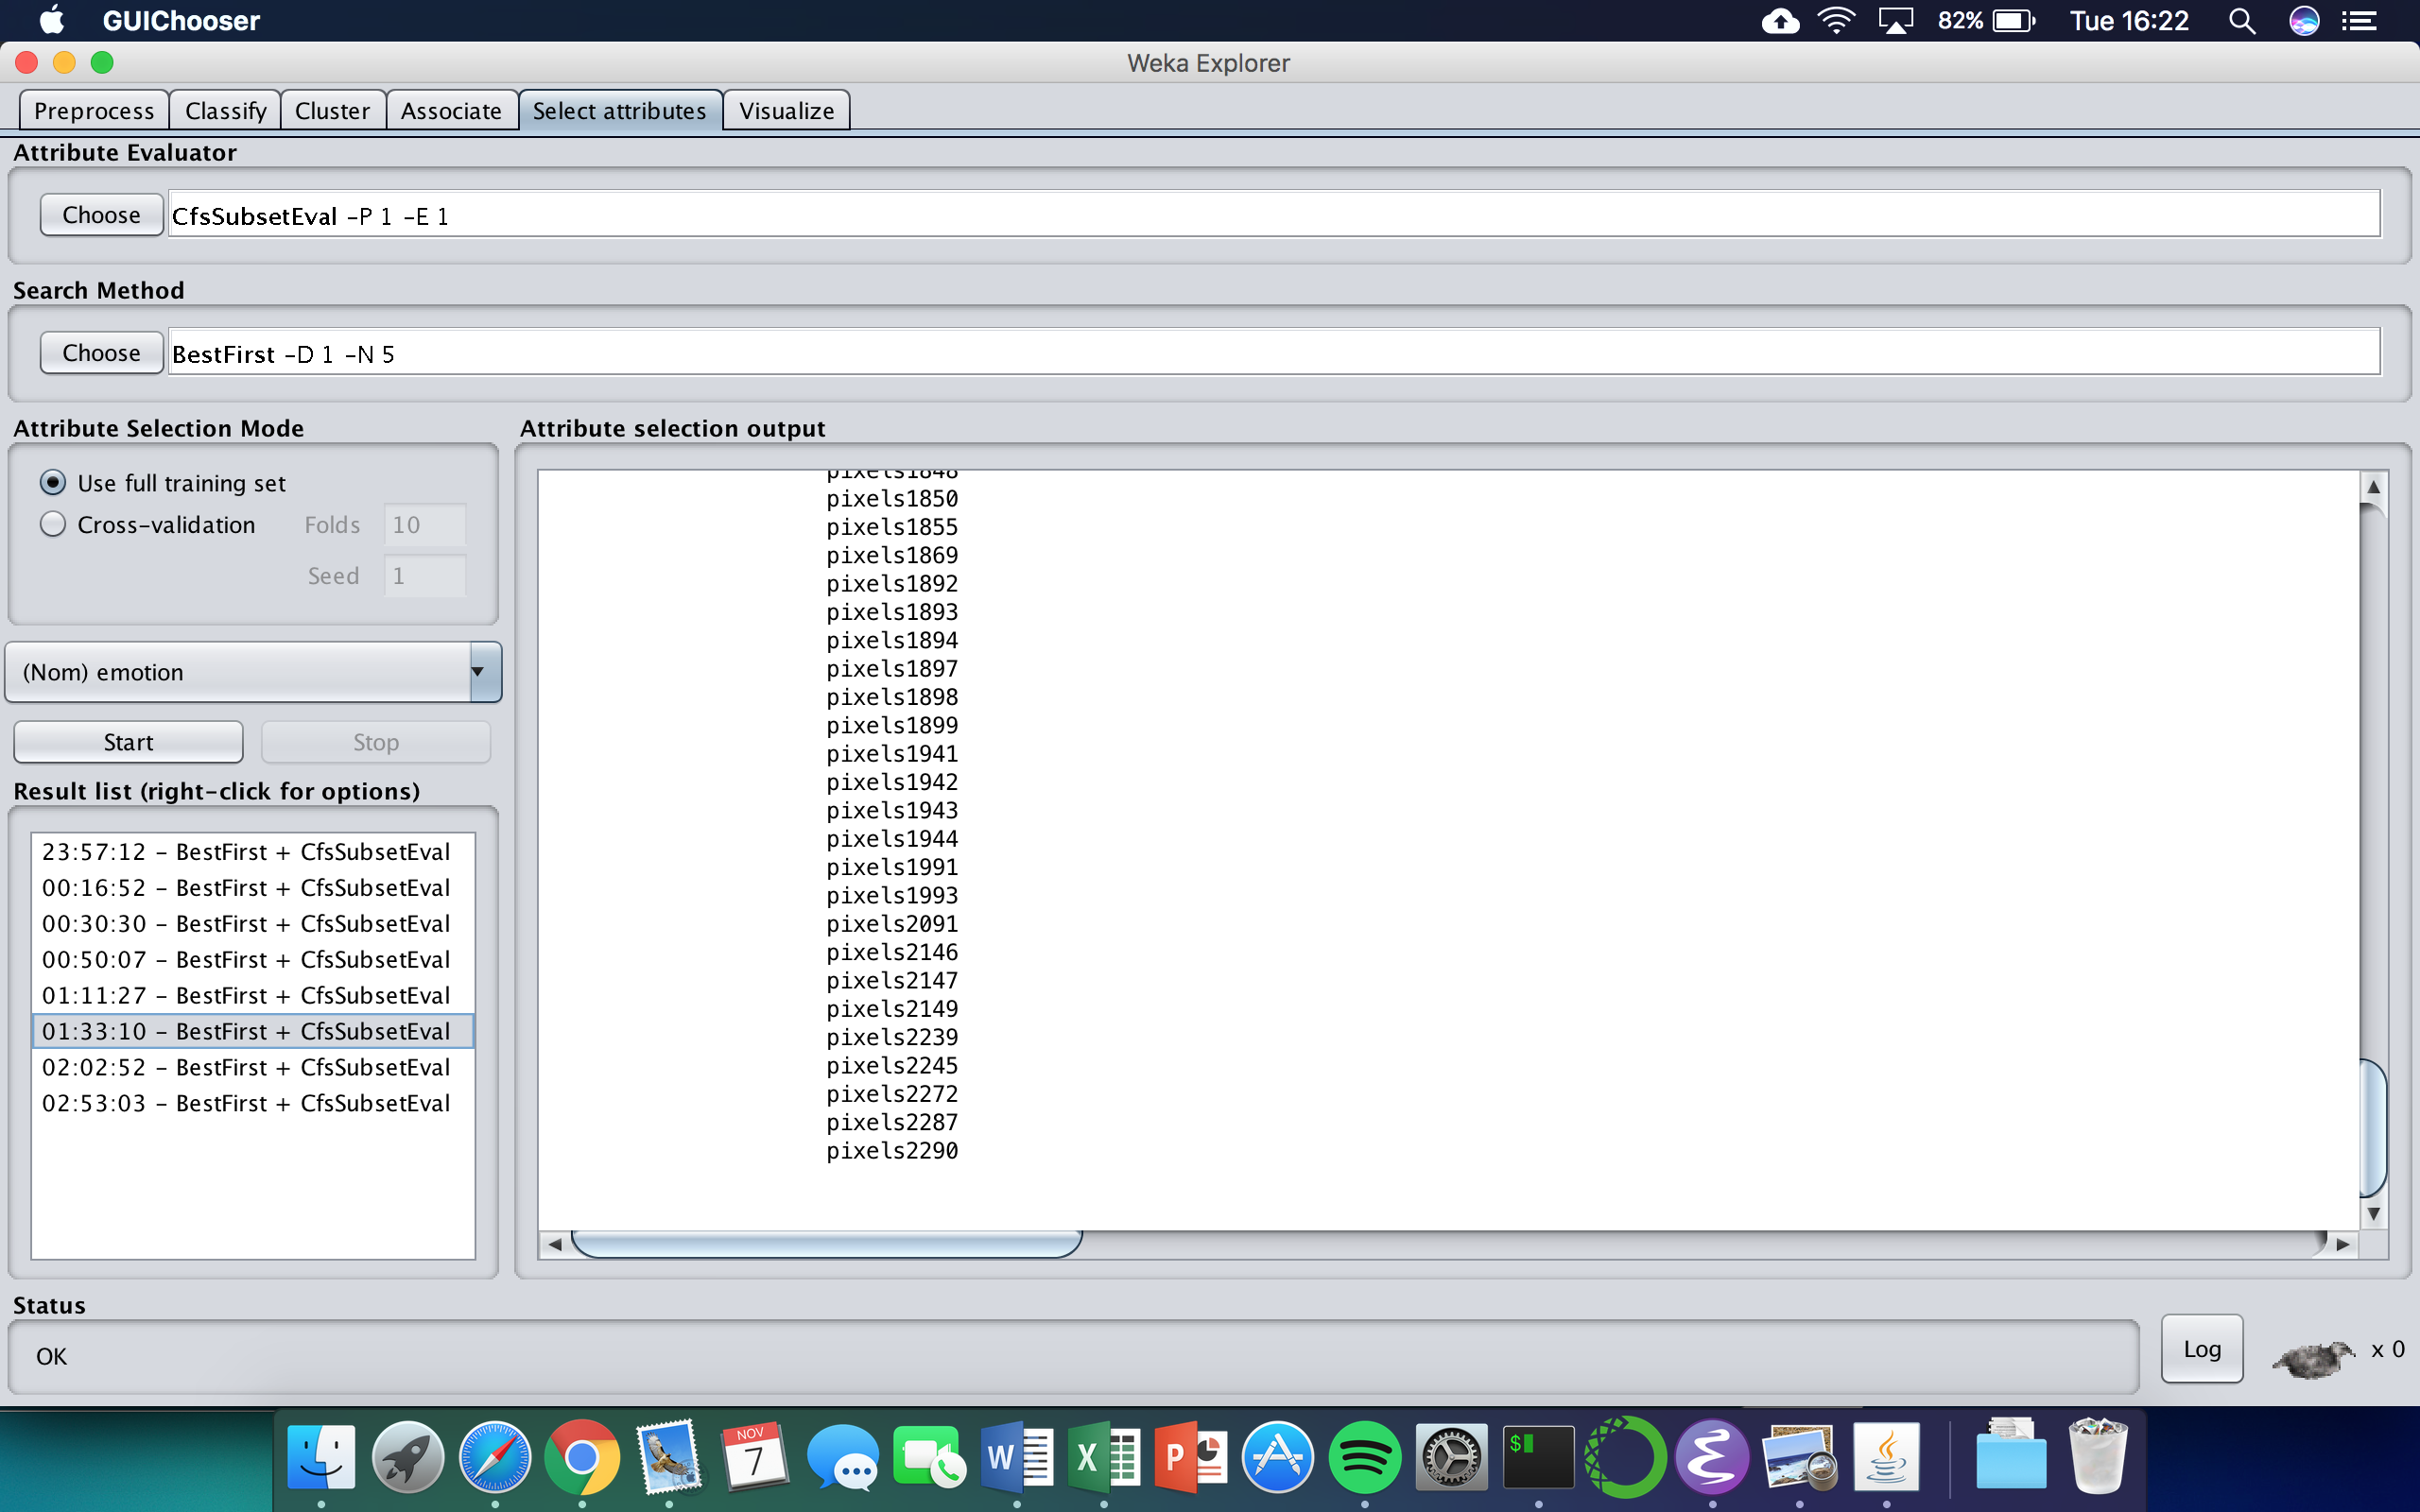 GUIChooser 82% Tue 16:22
Weka Explorer
Preprocess Classify Cluster Associate Select attributes Visualize
Attribute Evaluator
Choose CfsSubsetEval -P 1 -E 1
Search Method
Choose BestFirst -D 1 -N 5
Attribute Selection Mode
Use full training set
Cross-validation Folds 10
Seed 1
(Nom) emotion
Start Stop
Result list (right-click for options)
23:57:12 - BestFirst + CfsSubsetEval
00:16:52 - BestFirst + CfsSubsetEval
00:30:30 - BestFirst + CfsSubsetEval
00:50:07 - BestFirst + CfsSubsetEval
01:11:27 - BestFirst + CfsSubsetEval
01:33:10 - BestFirst + CfsSubsetEval
02:02:52 - BestFirst + CfsSubsetEval
02:53:03 - BestFirst + CfsSubsetEval
Attribute selection output
pixels1848
pixels1850
pixels1855
pixels1869
pixels1892
pixels1893
pixels1894
pixels1897
pixels1898
pixels1899
pixels1941
pixels1942
pixels1943
pixels1944
pixels1991
pixels1993
pixels2091
pixels2146
pixels2147
pixels2149
pixels2239
pixels2245
pixels2272
pixels2287
pixels2290
Status
OK
Log x 0
NOV
7
W X P $